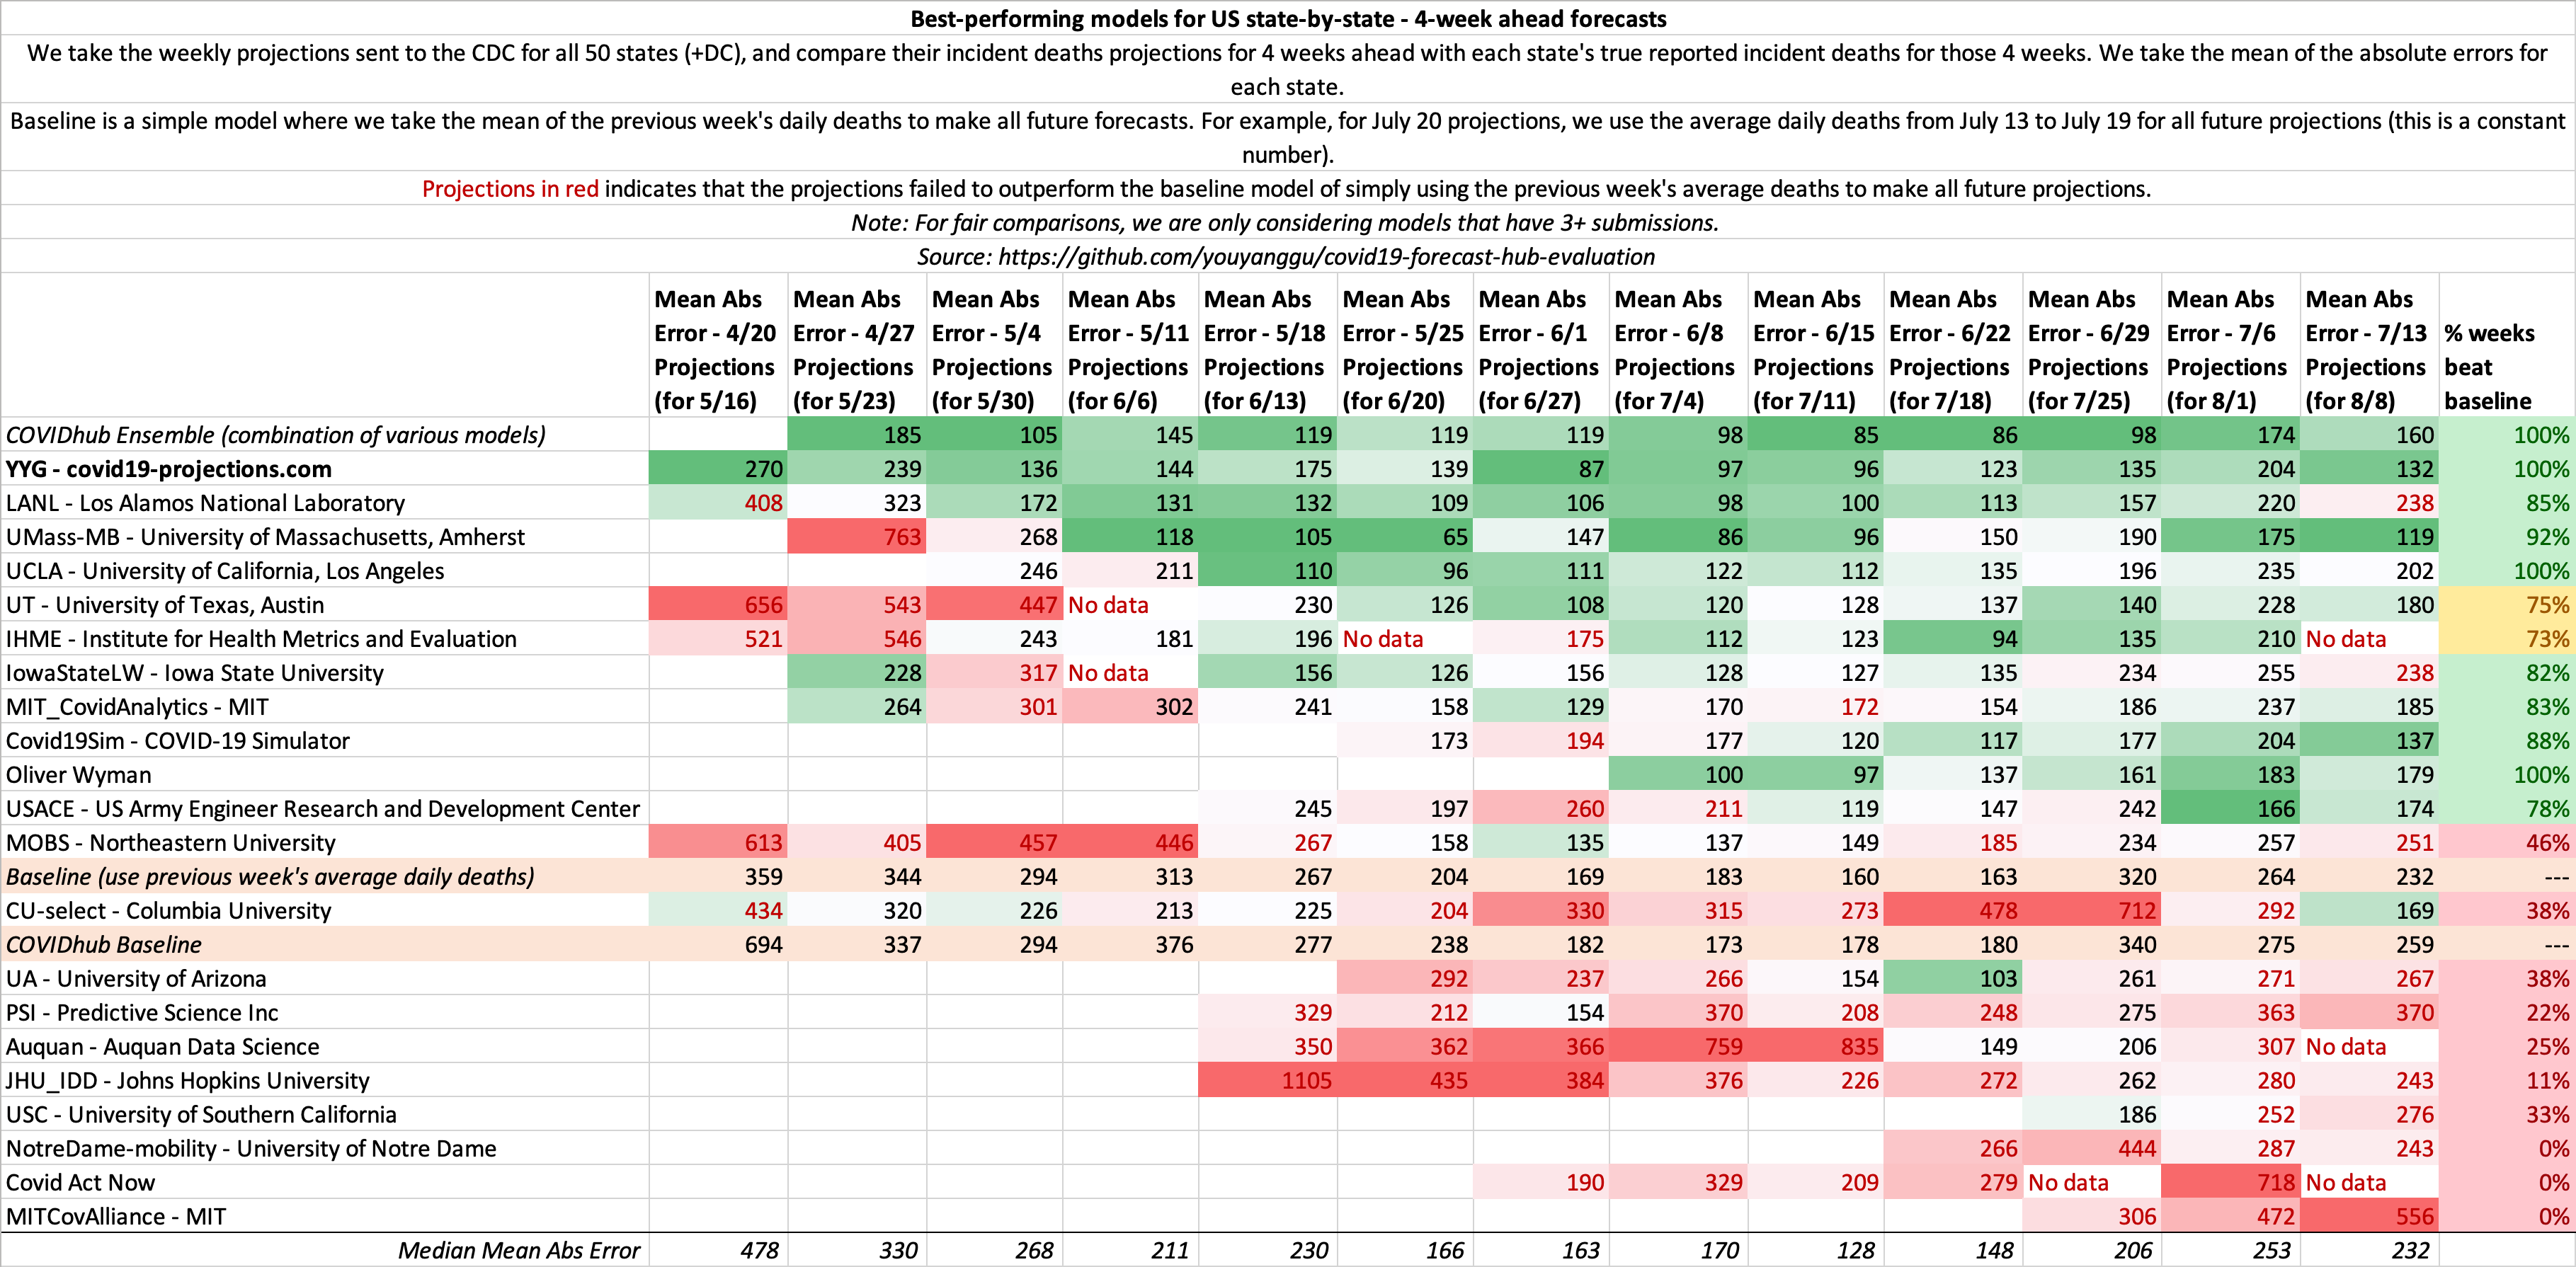 Best-performing models for US state-by-state - 4-week ahead forecasts
We take the weekly projections sent to the CDC for all 50 states (+DC), and compare their incident deaths projections for 4 weeks ahead with each state's true reported incident deaths for those 4 weeks. We take the mean of the absolute errors for
each state.
Baseline is a simple model where we take the mean of the previous week's daily deaths to make all future forecasts. For example, for July 20 projections, we use the average daily deaths from July 13 to July 19 for all future projections (this is a constant
number).
Projections in red indicates that the projections failed to outperform the baseline model of simply using the previous week's average deaths to make all future projections.
Note: For fair comparisons, we are only considering models that have 3+ submissions.
Source: https://github.com/youyanggu/covid19-forecast-hub-evaluation
Mean Abs Mean Abs Mean Abs Mean Abs Mean Abs Mean Abs Mean Abs Mean Abs Mean Abs Mean Abs Mean Abs Mean Abs Mean Abs
Error - 4/20 Error - 4/27 Error - 5/4 Error - 5/11 Error - 5/18 Error - 5/25 Error - 6/1 Error - 6/8 Error - 6/15 Error - 6/22 Error - 6/29 Error - 7/6 Error - 7/13 % weeks
Projections Projections Projections Projections Projections Projections Projections Projections Projections Projections Projections Projections Projections beat
(for 5/16) (for 5/23) (for 5/30) (for 6/6) (for 6/13) (for 6/20) (for 6/27) (for 7/4) (for 7/11) (for 7/18) (for 7/25) (for 8/1) (for 8/8) baseline
COVIDhub Ensemble (combination of various models) 185 105 145 119 119 119 98 85 86 98 174 160 100%
YYG - covid19-projections.com 270 239 136 144 175 139 87 97 96 123 135 204 132 100%
LANL - Los Alamos National Laboratory 408 323 172 131 132 109 106 98 100 113 157 220 238 85%
UMass-MB - University of Massachusetts, Amherst 763 268 118 105 65 147 86 96 150 190 175 119 92%
UCLA - University of California, Los Angeles 246 211 110 96 111 122 112 135 196 235 202 100%
UT - University of Texas, Austin 656 543 447 No data 230 126 108 120 128 137 140 228 180 75%
IHME - Institute for Health Metrics and Evaluation 521 546 243 181 196 No data 175 112 123 94 135 210 No data 73%
IowaStateLW - Iowa State University 228 317 No data 156 126 156 128 127 135 234 255 238 82%
MIT_CovidAnalytics - MIT 264 301 302 241 158 129 170 172 154 186 237 185 83%
Covid19Sim - COVID-19 Simulator 173 194 177 120 117 177 204 137 88%
Oliver Wyman 100 97 137 161 183 179 100%
USACE - US Army Engineer Research and Development Center 245 197 260 211 119 147 242 166 174 78%
MOBS - Northeastern University 613 405 457 446 267 158 135 137 149 185 234 257 251 46%
Baseline (use previous week's average daily deaths) 359 344 294 313 267 204 169 183 160 163 320 264 232 ---
CU-select - Columbia University 434 320 226 213 225 204 330 315 273 478 712 292 169 38%
COVIDhub Baseline 694 337 294 376 277 238 182 173 178 180 340 275 259 ---
UA - University of Arizona 292 237 266 154 103 261 271 267 38%
PSI - Predictive Science Inc 329 212 154 370 208 248 275 363 370 22%
Auquan - Auquan Data Science 350 362 366 759 835 149 206 307 No data 25%
JHU_IDD - Johns Hopkins University 1105 435 384 376 226 272 262 280 243 11%
USC - University of Southern California 186 252 276 33%
NotreDame-mobility - University of Notre Dame 266 444 287 243 0%
Covid Act Now 190 329 209 279 No data 718 No data 0%
MITCovAlliance - MIT 306 472 556 0%
Median Mean Abs Error 478 330 268 211 230 166 163 170 128 148 206 253 232